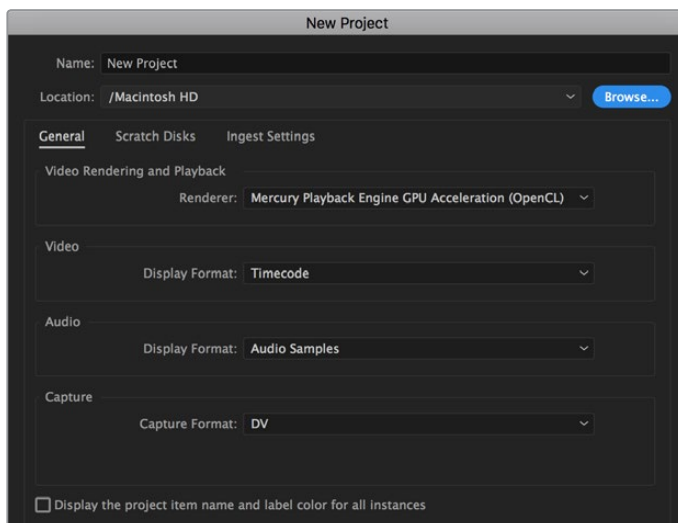 New Project
Name: New Project
Location: /Macintosh HD Browse...
General Scratch Disks Ingest Settings
Video Rendering and Playback
Renderer: Mercury Playback Engine GPU Acceleration (OpenCL)
Video
Display Format: Timecode
Audio
Display Format: Audio Samples
Capture
Capture Format: DV
Display the project item name and label color for all instances